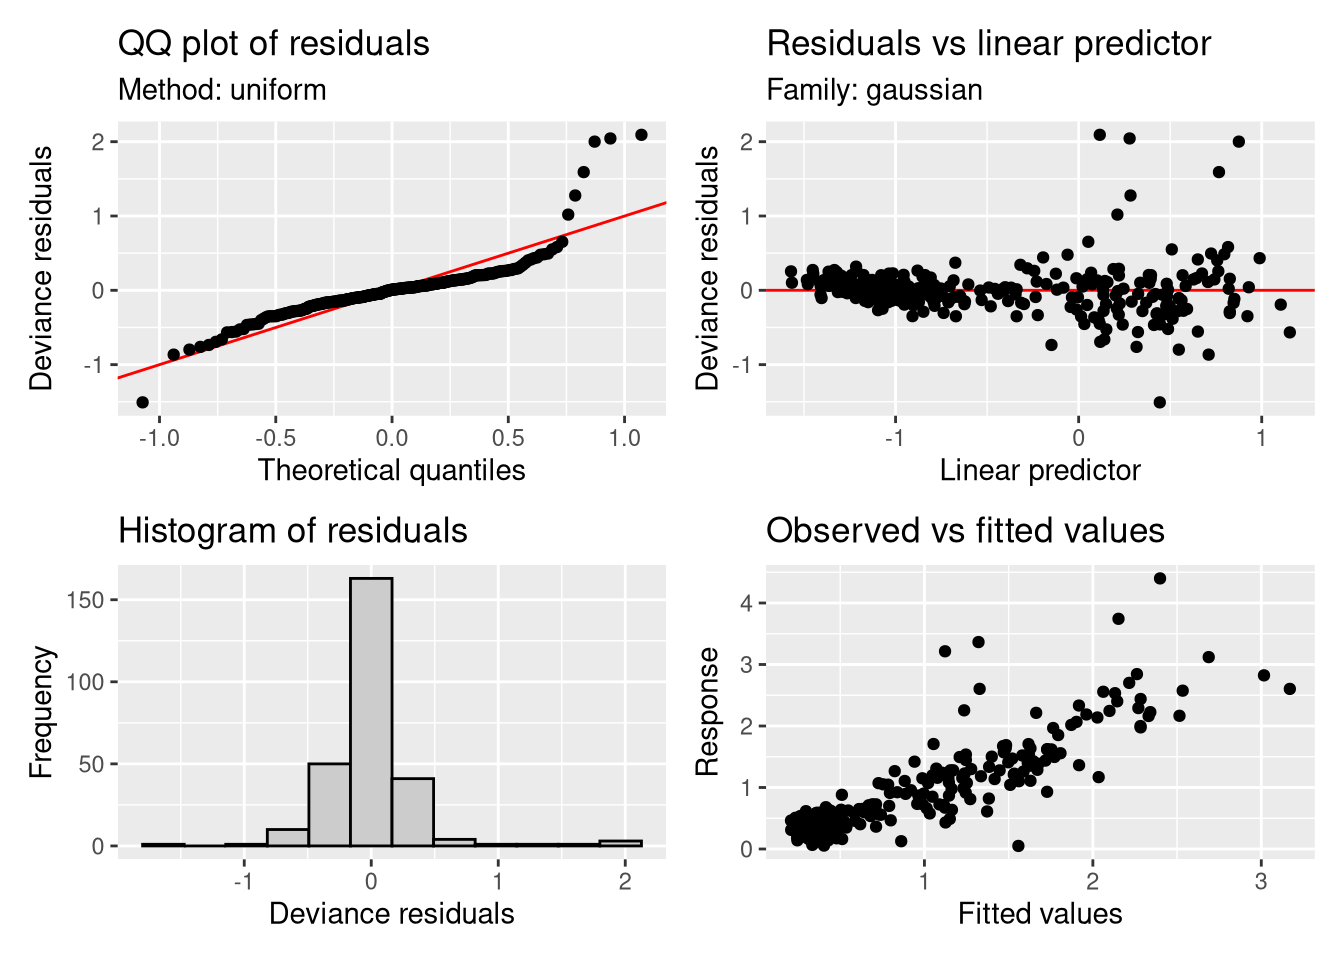 QQ plot of residuals
Method: uniform
Deviance residuals
2
1
0
-1
-1.0 -0.5 0.0 0.5 1.0
Theoretical quantiles
Residuals vs linear predictor
Family: gaussian
Deviance residuals
2
1
0
-1
-1 0 1
Linear predictor
Histogram of residuals
Frequency
150
100
50
0
-1 0 1 2
Deviance residuals
Observed vs fitted values
Response
4
3
2
1
0
1 2 3
Fitted values